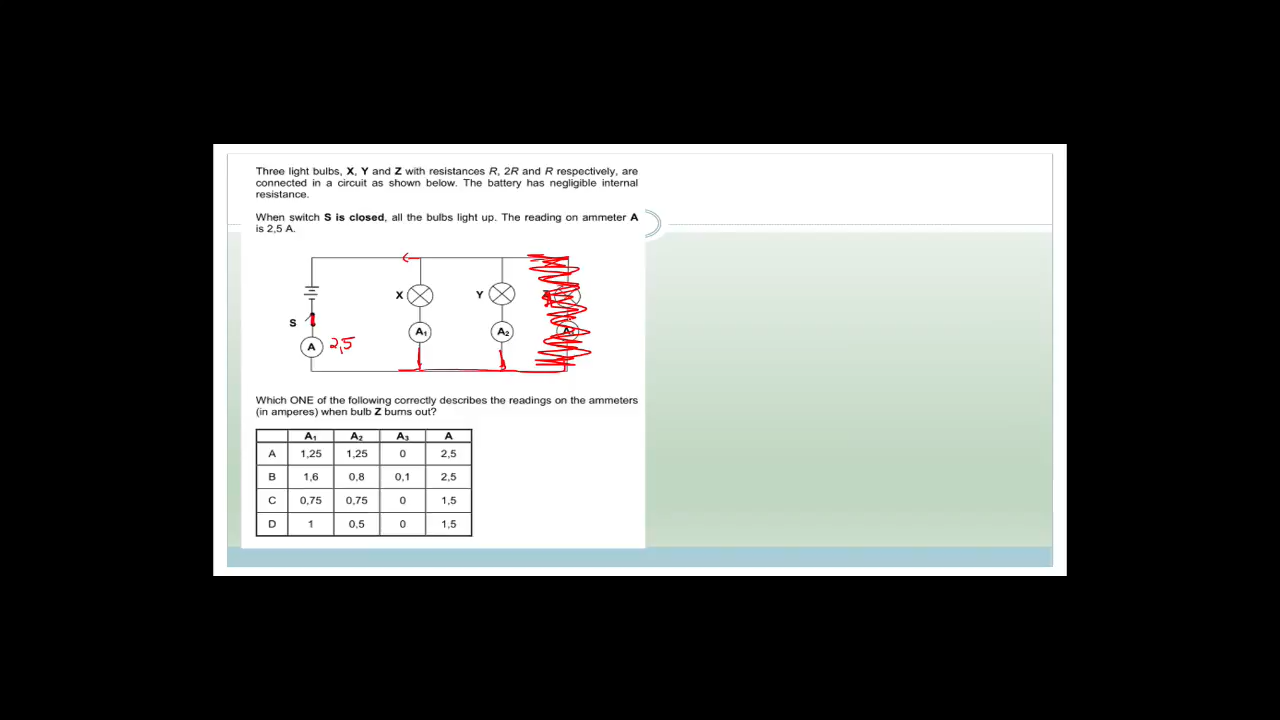 Three light bulbs, X, Y and Z with resistances R, 2R and R respectively, are
connected in a circuit as shown below. The battery has negligible internal
resistance.
When switch S is closed, all the bulbs light up. The reading on ammeter A
is 2,5 A.
X
Y
S
A1
A2
A
2,5
Which ONE of the following correctly describes the readings on the ammeters
(in amperes) when bulb Z burns out?
A1 A2 A3 A
A 1,25 1,25 0 2,5
B 1,6 0,8 0,1 2,5
C 0,75 0,75 0 1,5
D 1 0,5 0 1,5